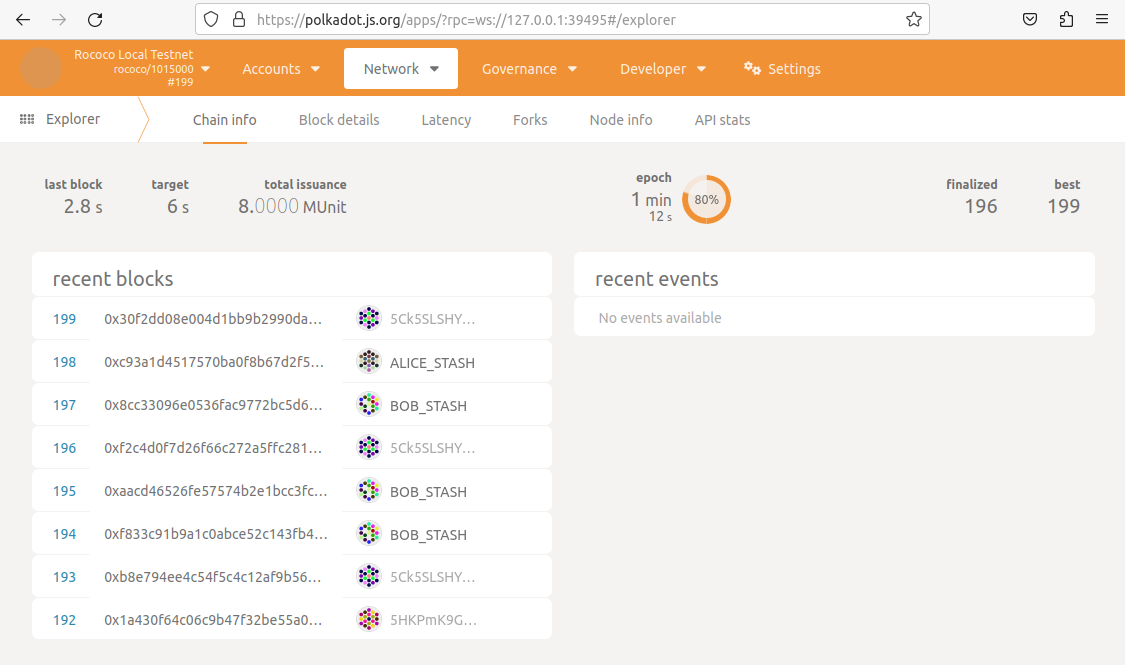 https://polkadot.js.org/apps/?rpc=ws://127.0.0.1:39495#/explorer
Rococo Local Testnet
rococo/1015000
#199
Accounts
Network
Governance
Developer
Settings
Explorer
Chain info
Block details
Latency
Forks
Node info
API stats
last block
2.8 s
target
6 s
total issuance
8.0000 MUnit
epoch
1 min
12 s
80%
finalized
196
best
199
recent blocks
199 0x30f2dd08e004d1bb9b2990da… 5Ck5SLSHY…
198 0xc93a1d4517570ba0f8b67d2f5… ALICE_STASH
197 0x8cc33096e0536fac9772bc5d6… BOB_STASH
196 0xf2c4d0f7d26f66c272a5ffc281… 5Ck5SLSHY…
195 0xaacd46526fe57574b2e1bcc3fc… BOB_STASH
194 0xf833c91b9a1c0abce52c143fb4… BOB_STASH
193 0xb8e794ee4c54f5c4c12af9b56… 5Ck5SLSHY…
192 0x1a430f64c06c9b47f32be55a0… 5HKPmK9G…
recent events
No events available